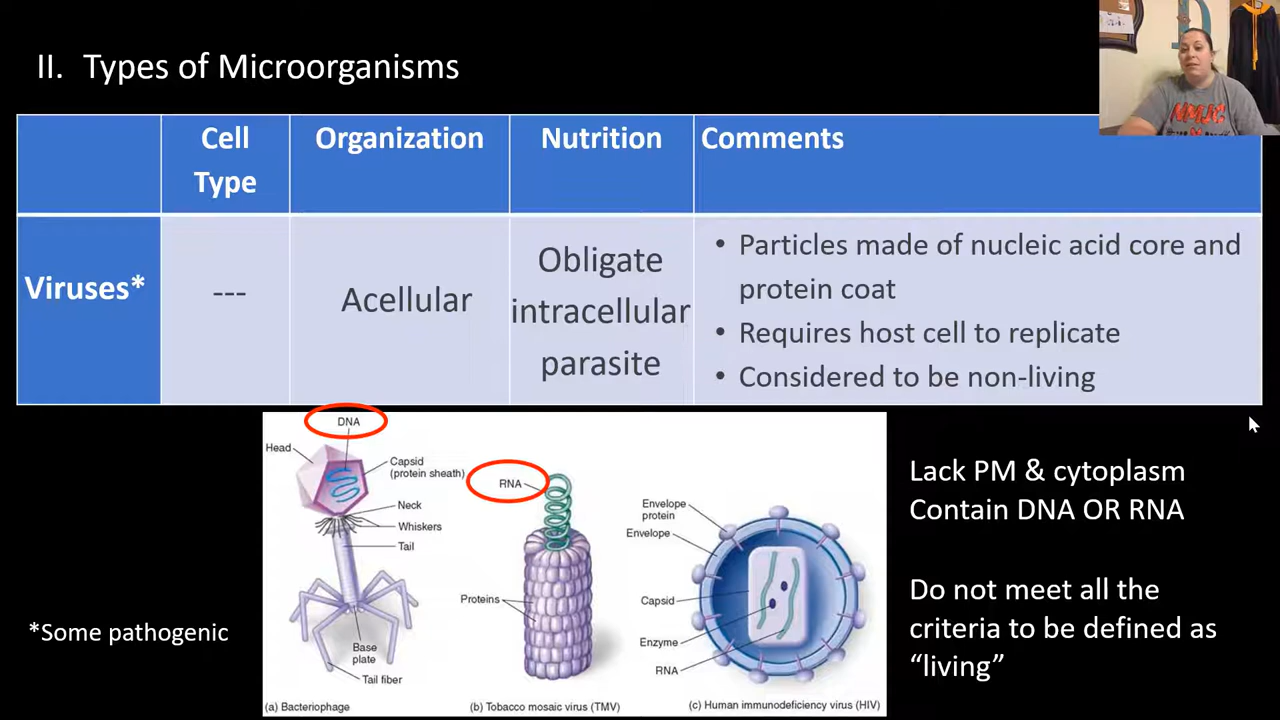 II. Types of Microorganisms
Cell
Type
Organization
Nutrition
Comments
Viruses*
---
Acellular
Obligate
intracellular
parasite
• Particles made of nucleic acid core and
protein coat
• Requires host cell to replicate
• Considered to be non-living
DNA
Head
Capsid
(protein sheath)
Neck
Whiskers
Tail
Base
plate
Tail fiber
(a) Bacteriophage
RNA
Proteins
(b) Tobacco mosaic virus (TMV)
Envelope
protein
Envelope
Capsid
Enzyme
RNA
(c) Human immunodeficiency virus (HIV)
Lack PM & cytoplasm
Contain DNA OR RNA
Do not meet all the
criteria to be defined as
“living”
*Some pathogenic
NMJC